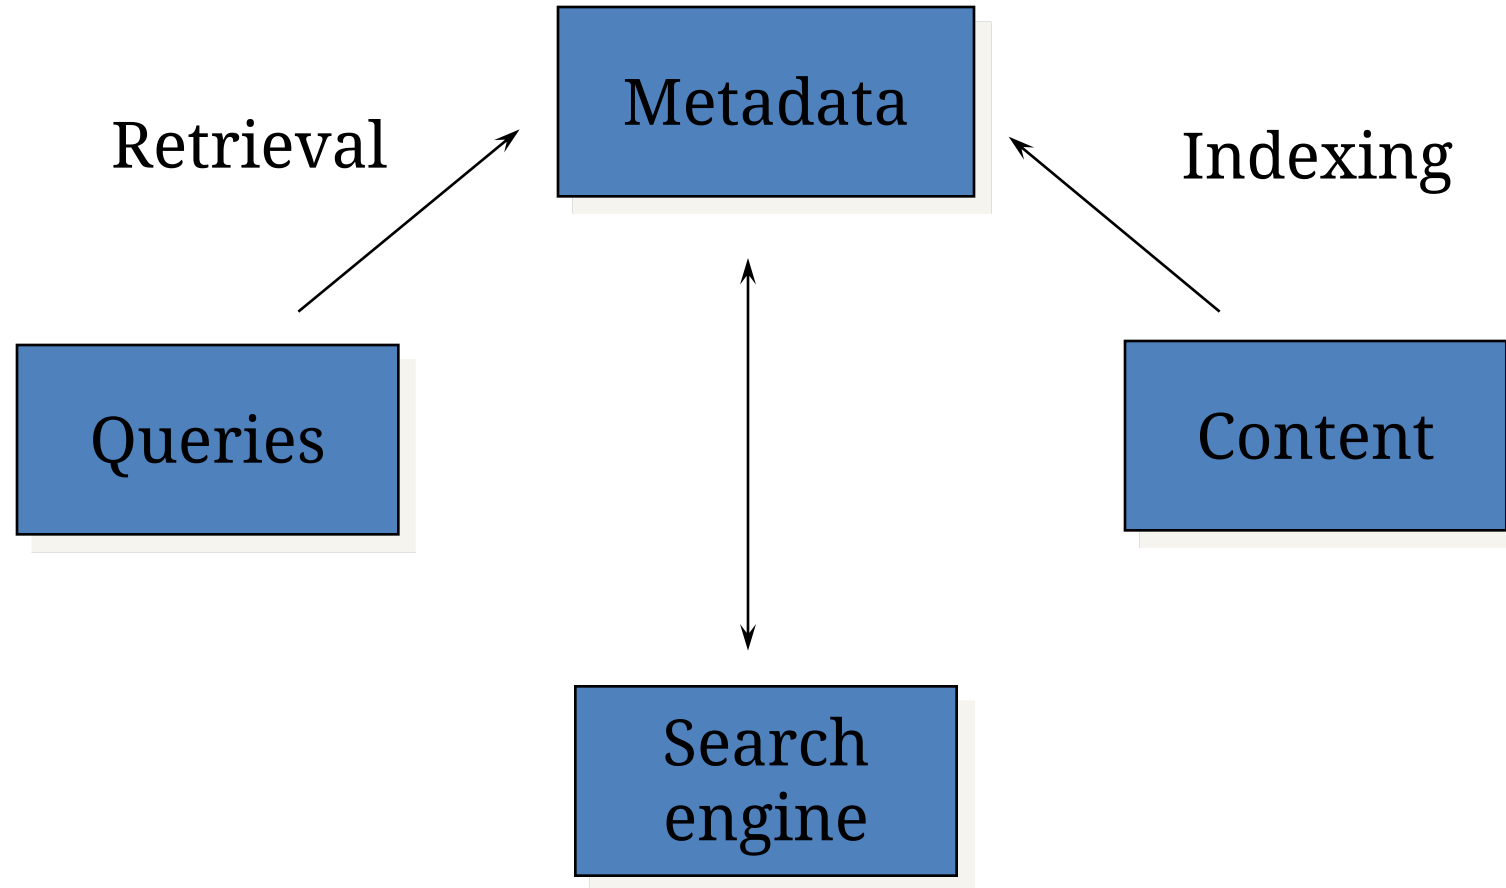 Metadata
Retrieval
Indexing
Queries
Content
Search
engine